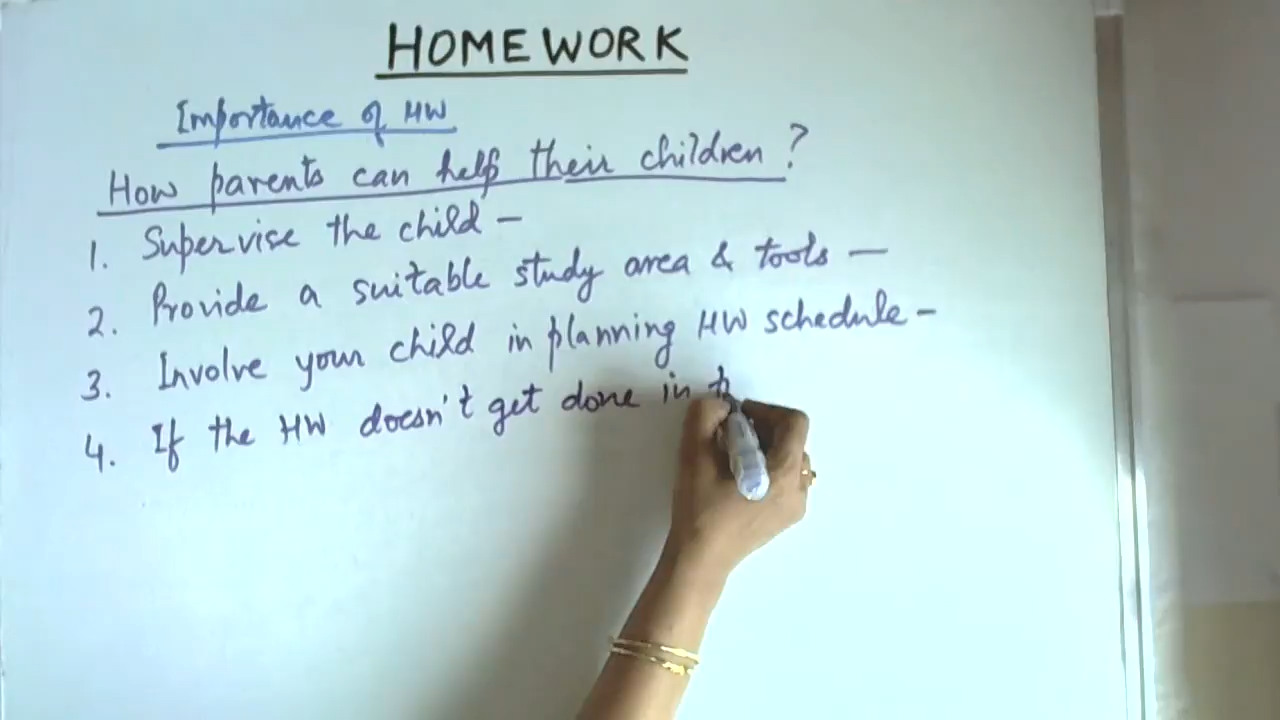 HOMEWORK
Importance of HW
How parents can help their children?
1. Supervise the child -
2. Provide a suitable study area & tools -
3. Involve your child in planning HW schedule -
4. If the HW doesn't get done in